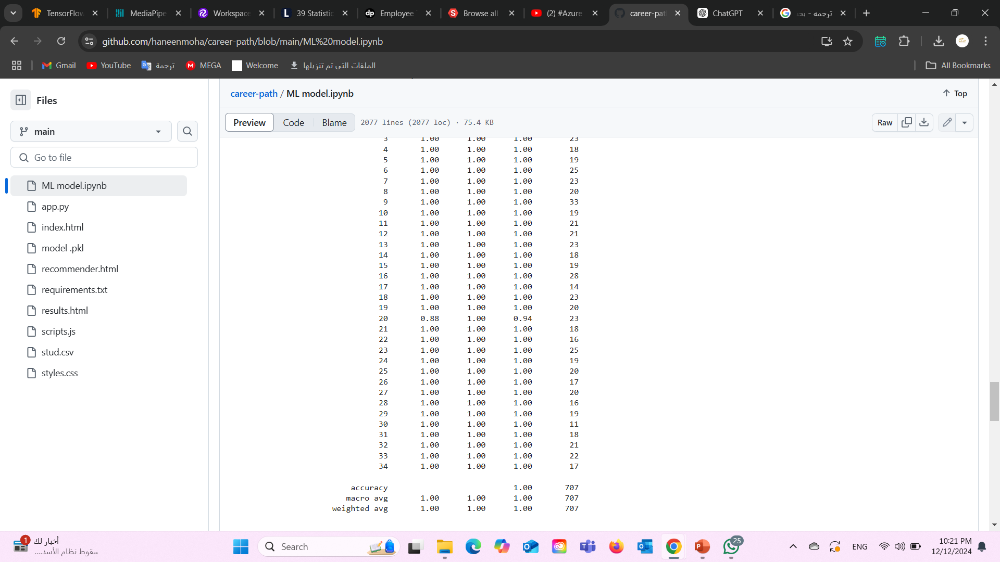 TensorFlow
MediaPipe
Workspace
39 Statistic
Employee
Browse all
(2) #Azure
career-pat
ChatGPT
ترجمه - بحث
github.com/haneenmoha/career-path/blob/main/ML%20model.ipynb
Gmail
YouTube
ترجمة
MEGA
Welcome
الملفات التي تم تنزيلها
All Bookmarks
Files
career-path / ML model.ipynb
Top
main
Preview
Code
Blame
2077 lines (2077 loc) · 75.4 KB
Raw
Go to file
ML model.ipynb
app.py
index.html
model .pkl
recommender.html
requirements.txt
results.html
scripts.js
stud.csv
styles.css
3 1.00 1.00 1.00 23
4 1.00 1.00 1.00 18
5 1.00 1.00 1.00 19
6 1.00 1.00 1.00 25
7 1.00 1.00 1.00 23
8 1.00 1.00 1.00 20
9 1.00 1.00 1.00 33
10 1.00 1.00 1.00 19
11 1.00 1.00 1.00 21
12 1.00 1.00 1.00 21
13 1.00 1.00 1.00 23
14 1.00 1.00 1.00 18
15 1.00 1.00 1.00 19
16 1.00 1.00 1.00 28
17 1.00 1.00 1.00 14
18 1.00 1.00 1.00 23
19 1.00 1.00 1.00 20
20 0.88 1.00 0.94 23
21 1.00 1.00 1.00 18
22 1.00 1.00 1.00 16
23 1.00 1.00 1.00 25
24 1.00 1.00 1.00 19
25 1.00 1.00 1.00 20
26 1.00 1.00 1.00 17
27 1.00 1.00 1.00 20
28 1.00 1.00 1.00 16
29 1.00 1.00 1.00 19
30 1.00 1.00 1.00 11
31 1.00 1.00 1.00 18
32 1.00 1.00 1.00 21
33 1.00 1.00 1.00 22
34 1.00 1.00 1.00 17
accuracy 1.00 707
macro avg 1.00 1.00 1.00 707
weighted avg 1.00 1.00 1.00 707
1
أخبار لك
سقوط نظام الأسد....
Search
25
ENG
10:21 PM
12/12/2024